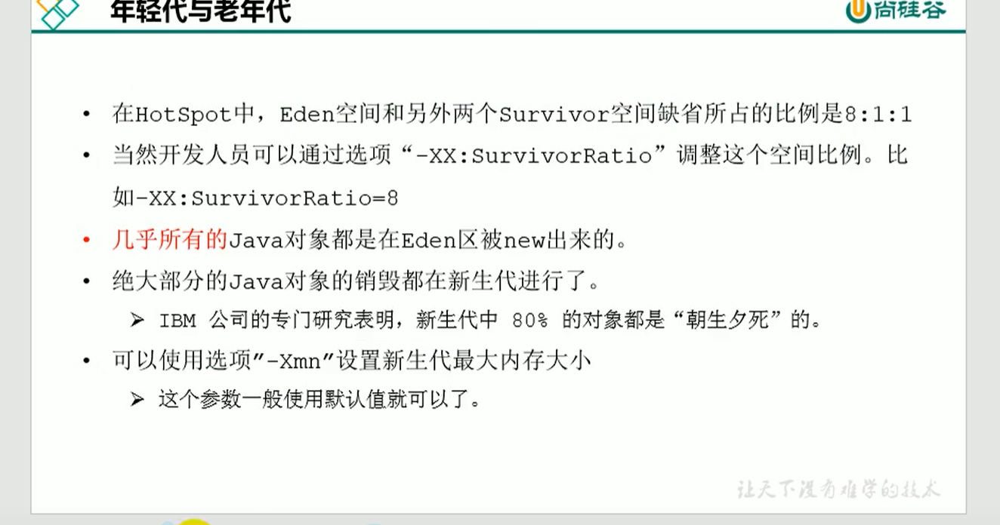 年轻代与老年代
尚硅谷
• 在HotSpot中，Eden空间和另外两个Survivor空间缺省所占的比例是8:1:1
• 当然开发人员可以通过选项“-XX:SurvivorRatio”调整这个空间比例。比
如-XX:SurvivorRatio=8
• 几乎所有的Java对象都是在Eden区被new出来的。
• 绝大部分的Java对象的销毁都在新生代进行了。
➢ IBM 公司的专门研究表明，新生代中 80% 的对象都是“朝生夕死”的。
• 可以使用选项"-Xmn"设置新生代最大内存大小
➢ 这个参数一般使用默认值就可以了。
让天下没有难学的技术